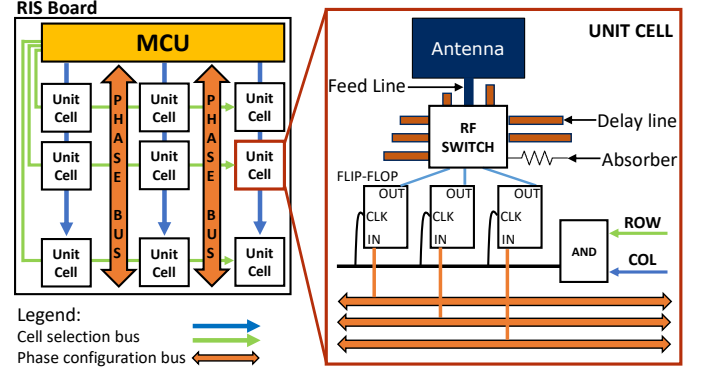 RIS Board
MCU
Unit
Cell
Unit
Cell
Unit
Cell
Unit
Cell
Unit
Cell
Unit
Cell
Unit
Cell
Unit
Cell
Unit
Cell
PHASE BUS
PHASE BUS
Legend:
Cell selection bus
Phase configuration bus
UNIT CELL
Antenna
Feed Line
RF
SWITCH
Delay line
Absorber
FLIP-FLOP
OUT
CLK
IN
OUT
CLK
IN
OUT
CLK
IN
AND
ROW
COL